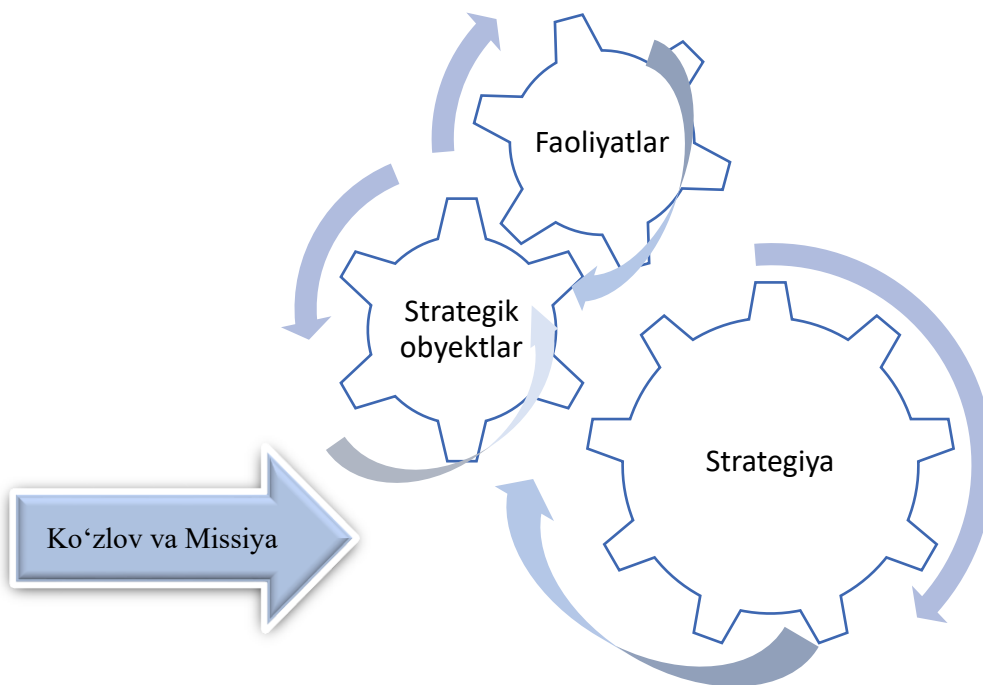 Faoliyatlar
Strategik
obyektlar
Strategiya
Ko‘zlov va Missiya